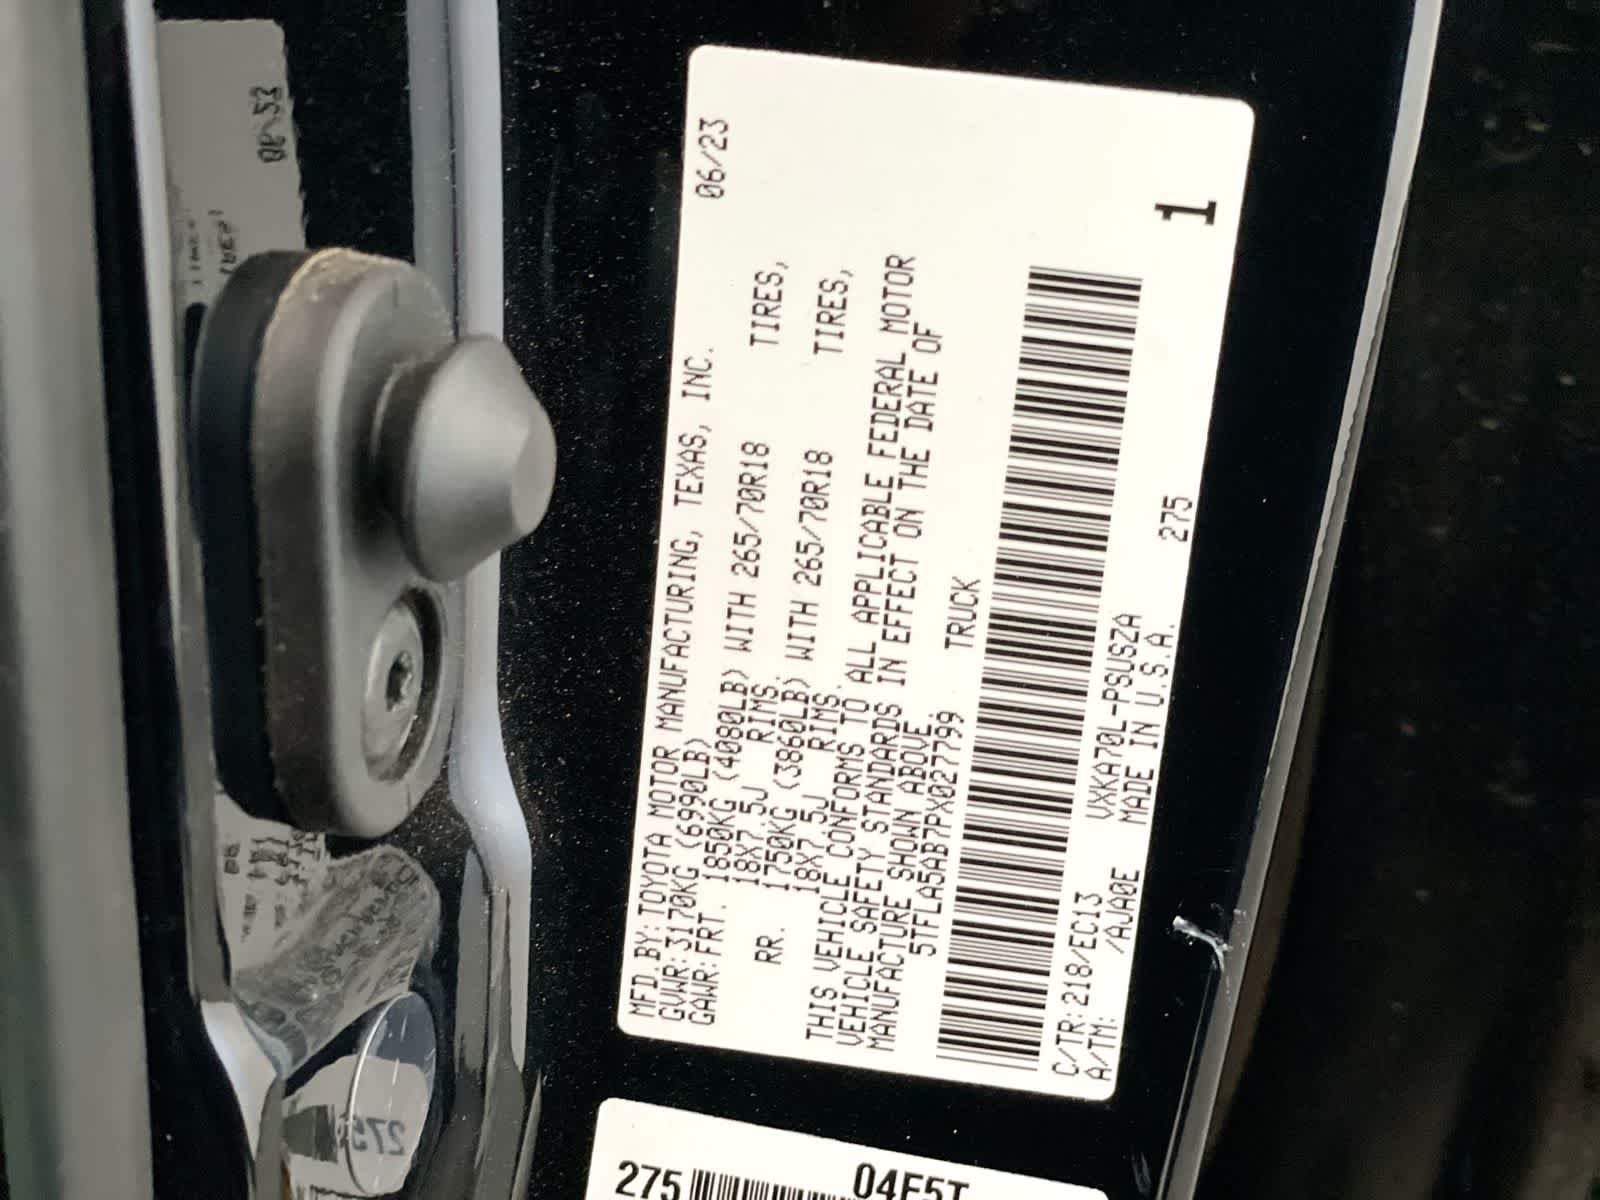 06/23
MFD.BY:TOYOTA MOTOR MANUFACTURING, TEXAS, INC.
GVWR:3170KG (6990LB)
GAWR:FRT. 1850KG (4080LB) WITH 265/70R18 TIRES,
18X7.5J RIMS.
RR. 1750KG (3860LB) WITH 265/70R18 TIRES,
18X7.5J RIMS.
THIS VEHICLE CONFORMS TO ALL APPLICABLE FEDERAL MOTOR
VEHICLE SAFETY STANDARDS IN EFFECT ON THE DATE OF
MANUFACTURE SHOWN ABOVE.
5TFLA5AB7PX027799 TRUCK
C/TR:218/EC13 VXKA70L-PSUSZA
A/TM: /AJA0E MADE IN U.S.A. 275
1
275 04E5T